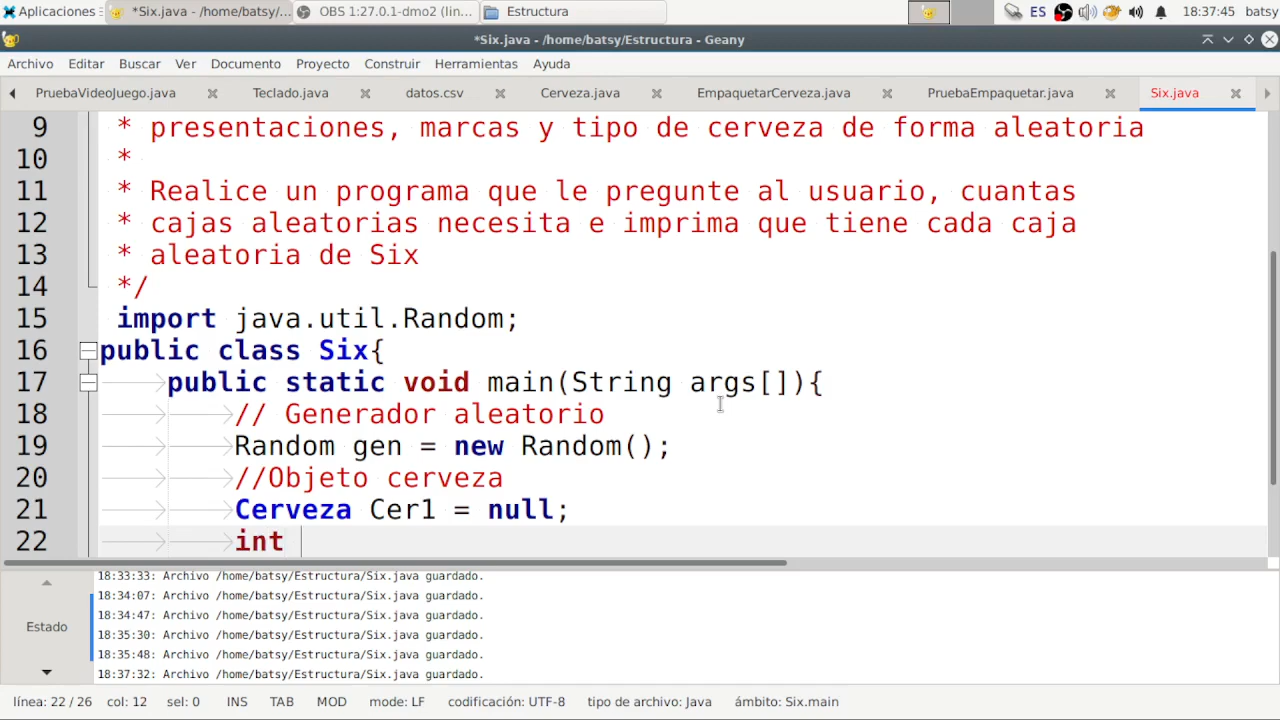 Aplicaciones *Six.java - /home/batsy/... OBS 1:27.0.1-dmo2 (lin... Estructura ES 18:37:45 batsy
*Six.java - /home/batsy/Estructura - Geany
Archivo Editar Buscar Ver Documento Proyecto Construir Herramientas Ayuda
PruebaVideoJuego.java Teclado.java datos.csv Cerveza.java EmpaquetarCerveza.java PruebaEmpaquetar.java Six.java
9 * presentaciones, marcas y tipo de cerveza de forma aleatoria
10 *
11 * Realice un programa que le pregunte al usuario, cuantas
12 * cajas aleatorias necesita e imprima que tiene cada caja
13 * aleatoria de Six
14 */
15 import java.util.Random;
16 public class Six{
17 public static void main(String args[]){
18 // Generador aleatorio
19 Random gen = new Random();
20 //Objeto cerveza
21 Cerveza Cer1 = null;
22 int
18:33:33: Archivo /home/batsy/Estructura/Six.java guardado.
18:34:07: Archivo /home/batsy/Estructura/Six.java guardado.
18:34:47: Archivo /home/batsy/Estructura/Six.java guardado.
Estado
18:35:30: Archivo /home/batsy/Estructura/Six.java guardado.
18:35:48: Archivo /home/batsy/Estructura/Six.java guardado.
18:37:32: Archivo /home/batsy/Estructura/Six.java guardado.
línea: 22 / 26 col: 12 sel: 0 INS TAB MOD mode: LF codificación: UTF-8 tipo de archivo: Java ámbito: Six.main